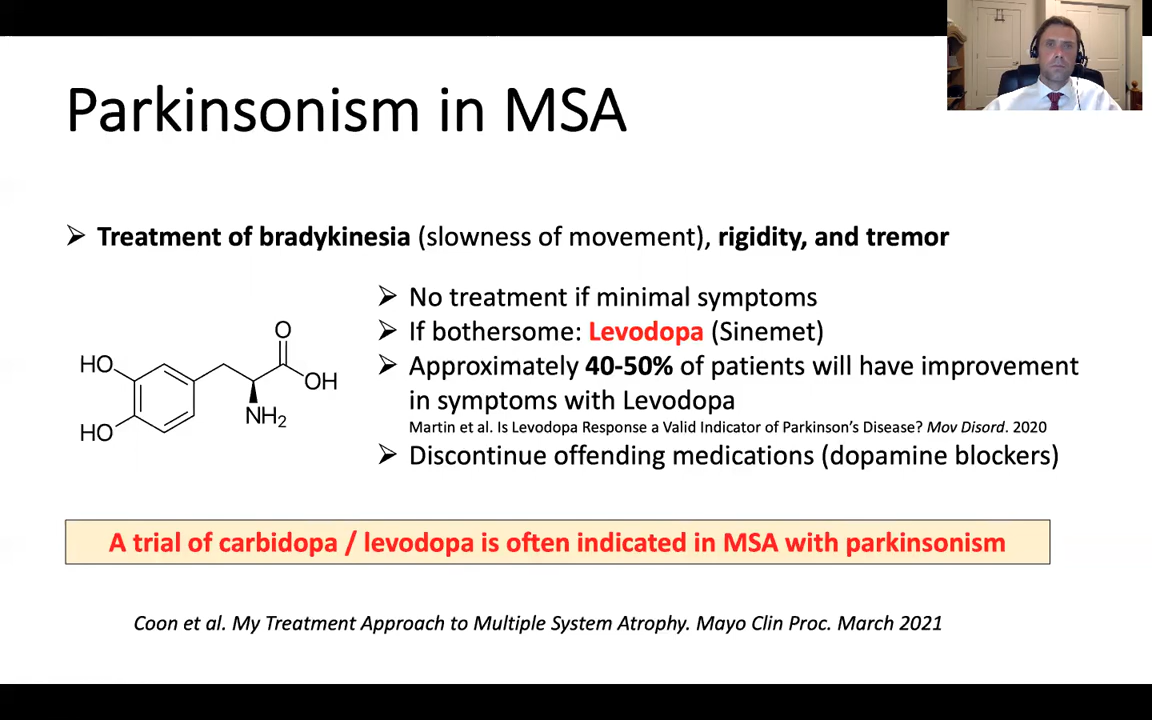 Parkinsonism in MSA
➢ Treatment of bradykinesia (slowness of movement), rigidity, and tremor
➢ No treatment if minimal symptoms
➢ If bothersome: Levodopa (Sinemet)
➢ Approximately 40-50% of patients will have improvement
in symptoms with Levodopa
Martin et al. Is Levodopa Response a Valid Indicator of Parkinson's Disease? Mov Disord. 2020
➢ Discontinue offending medications (dopamine blockers)
O
HO
OH
NH₂
HO
A trial of carbidopa / levodopa is often indicated in MSA with parkinsonism
Coon et al. My Treatment Approach to Multiple System Atrophy. Mayo Clin Proc. March 2021